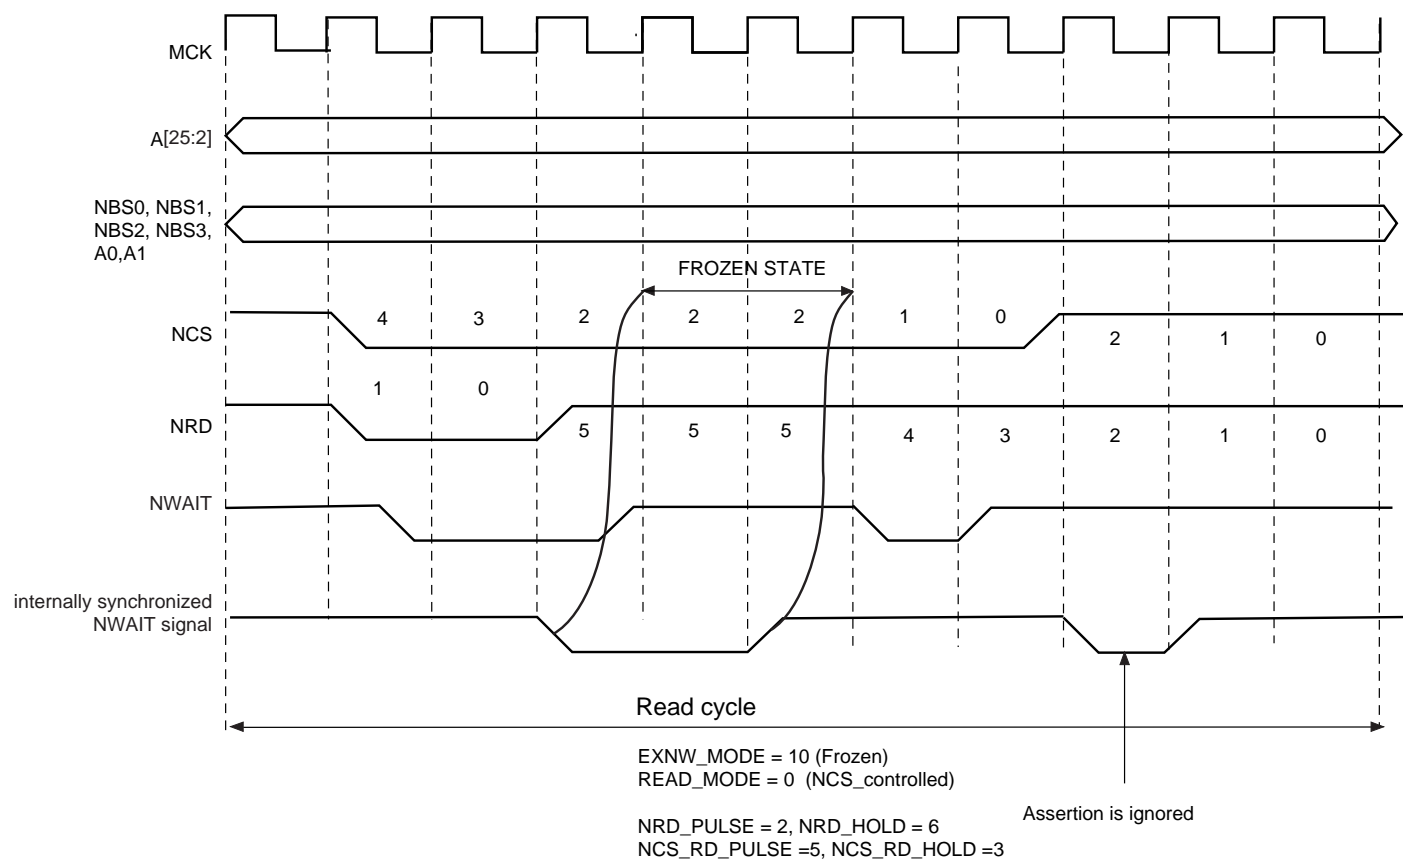 MCK
A[25:2]
NBS0, NBS1,
NBS2, NBS3,
A0,A1
FROZEN STATE
NCS
4 3 2 2 2 1 0
2 1 0
1 0
NRD
5 5 5 4 3 2 1 0
NWAIT
internally synchronized
NWAIT signal
Read cycle
EXNW_MODE = 10 (Frozen)
READ_MODE = 0 (NCS_controlled)
Assertion is ignored
NRD_PULSE = 2, NRD_HOLD = 6
NCS_RD_PULSE =5, NCS_RD_HOLD =3